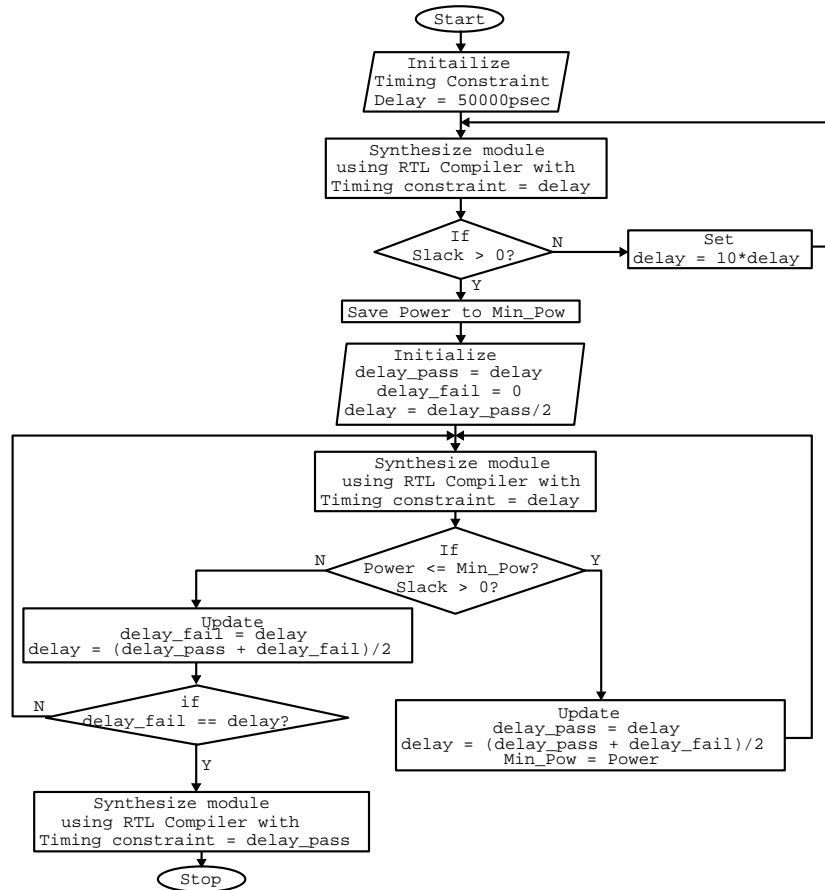 Start
Initailize
Timing Constraint
Delay = 50000psec
Synthesize module
using RTL Compiler with
Timing constraint = delay
If
Slack > 0?
N
Set
delay = 10*delay
Y
Save Power to Min_Pow
Initialize
delay_pass = delay
delay_fail = 0
delay = delay_pass/2
Synthesize module
using RTL Compiler with
Timing constraint = delay
If
Power <= Min_Pow?
Slack > 0?
N
Y
Update
delay_fail = delay
delay = (delay_pass + delay_fail)/2
if
delay_fail == delay?
N
Y
Update
delay_pass = delay
delay = (delay_pass + delay_fail)/2
Min_Pow = Power
Synthesize module
using RTL Compiler with
Timing constraint = delay_pass
Stop